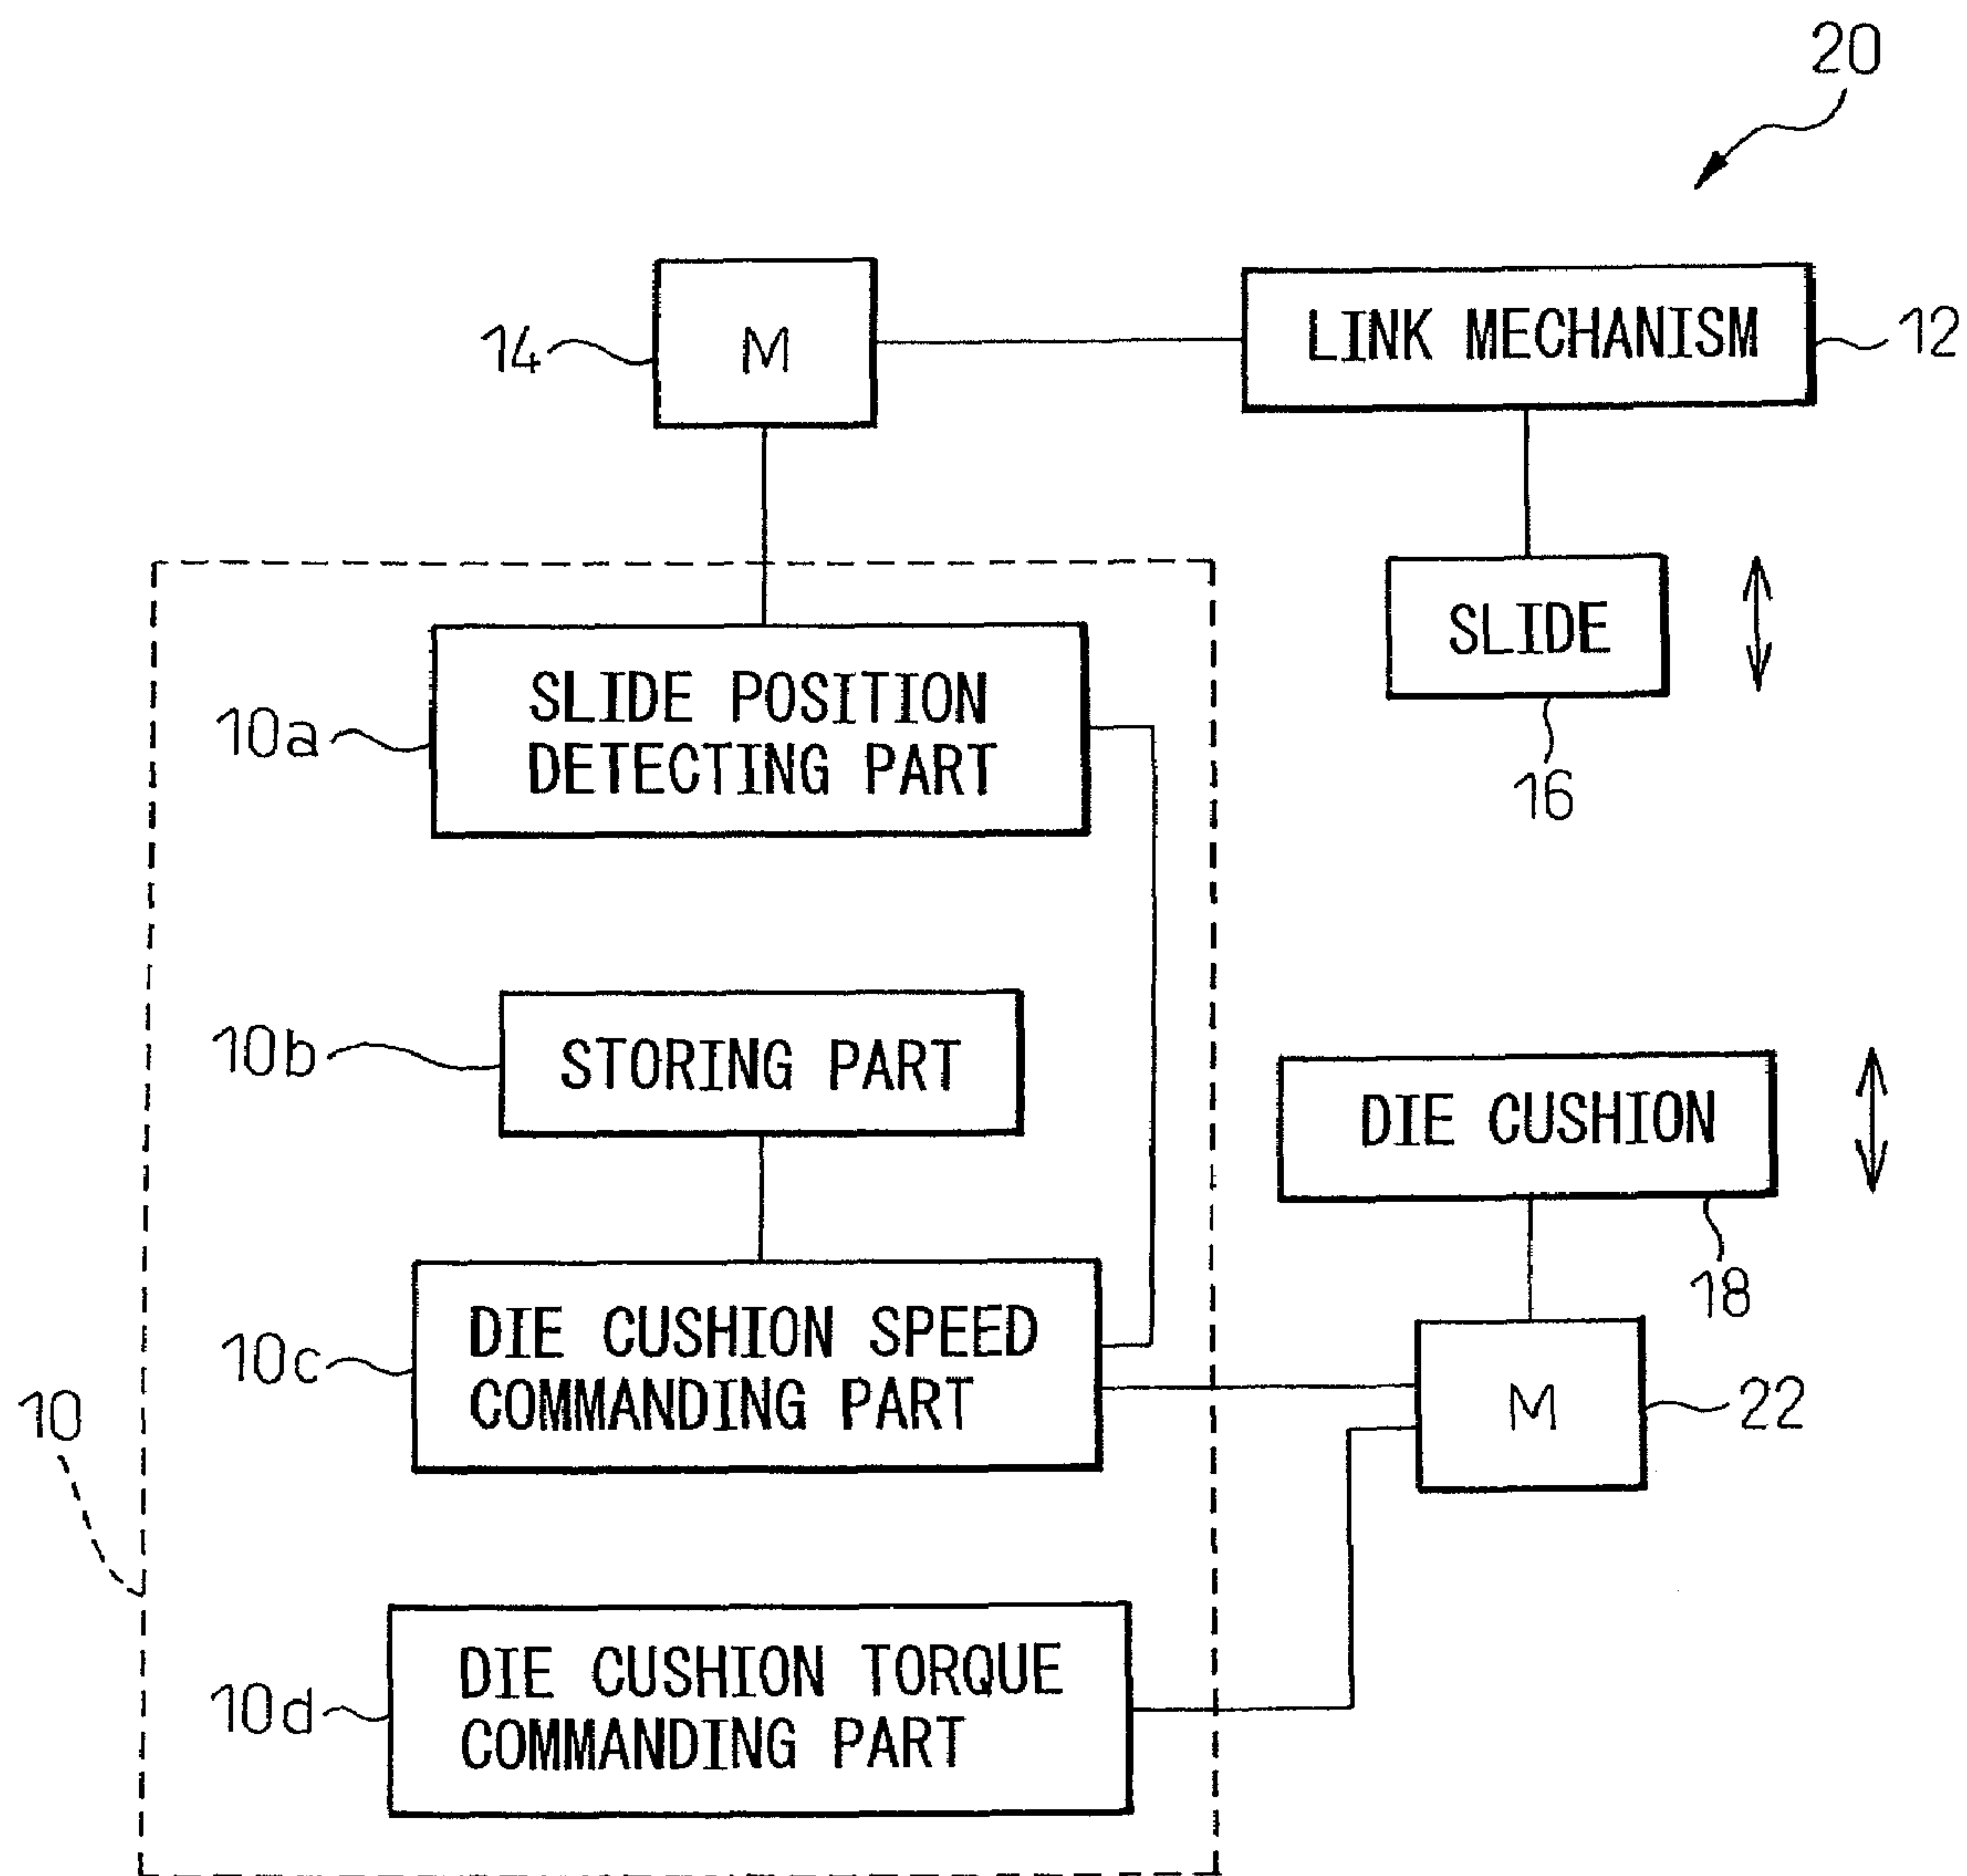 20
14
M
LINK MECHANISM
12
SLIDE
16
10a
SLIDE POSITION
DETECTING PART
10b
STORING PART
DIE CUSHION
18
10c
DIE CUSHION SPEED
COMMANDING PART
M
22
10
10d
DIE CUSHION TORQUE
COMMANDING PART